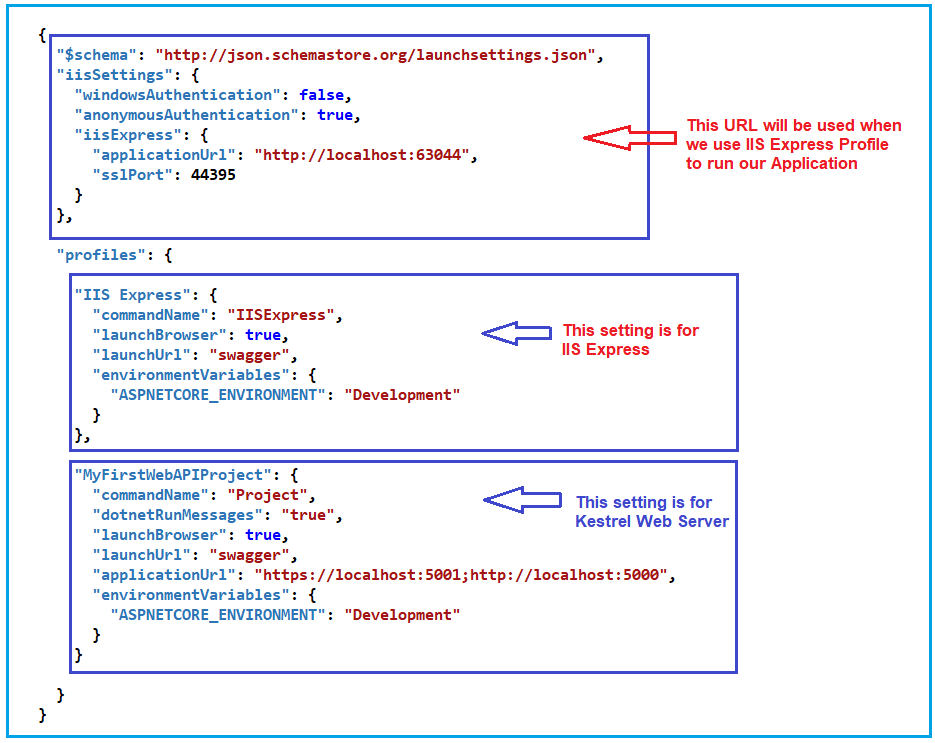 {
"$schema": "http://json.schemastore.org/launchsettings.json",
"iisSettings": {
"windowsAuthentication": false,
"anonymousAuthentication": true,
"iisExpress": {
"applicationUrl": "http://localhost:63044",
"sslPort": 44395
}
},
This URL will be used when
we use IIS Express Profile
to run our Application
"profiles": {
"IIS Express": {
"commandName": "IISExpress",
"launchBrowser": true,
"launchUrl": "swagger",
"environmentVariables": {
"ASPNETCORE_ENVIRONMENT": "Development"
}
},
This setting is for
IIS Express
"MyFirstWebAPIProject": {
"commandName": "Project",
"dotnetRunMessages": "true",
"launchBrowser": true,
"launchUrl": "swagger",
"applicationUrl": "https://localhost:5001;http://localhost:5000",
"environmentVariables": {
"ASPNETCORE_ENVIRONMENT": "Development"
}
}
This setting is for
Kestrel Web Server
}
}